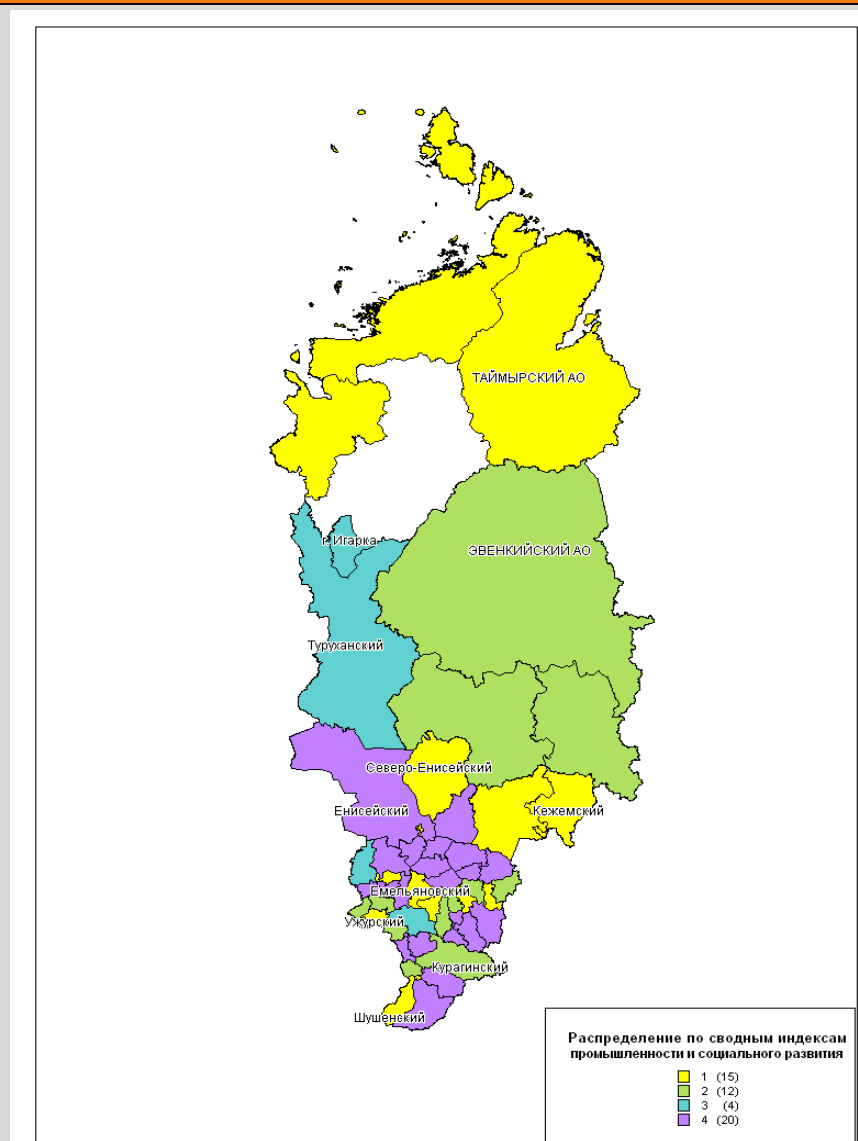 ТАЙМЫРСКИЙ АО
г. Игарка
ЭВЕНКИЙСКИЙ АО
Туруханский
Северо-Енисейский
Енисейский
Кежемский
Емельяновский
Ужурский
Курагинский
Шушенский
Распределение по сводным индексам
промышленности и социального развития
1 (15)
2 (12)
3 (4)
4 (20)